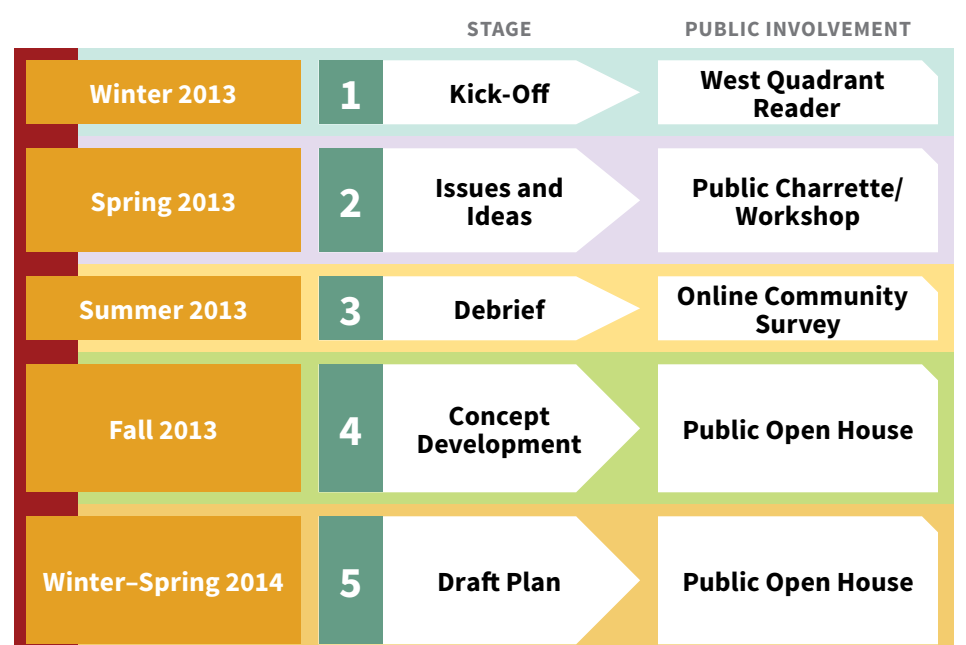 STAGE PUBLIC INVOLVEMENT
Winter 2013
1
Kick-Off
West Quadrant
Reader
Spring 2013
2
Issues and
Ideas
Public Charrette/
Workshop
Summer 2013
3
Debrief
Online Community
Survey
Fall 2013
4
Concept
Development
Public Open House
Winter–Spring 2014
5
Draft Plan
Public Open House